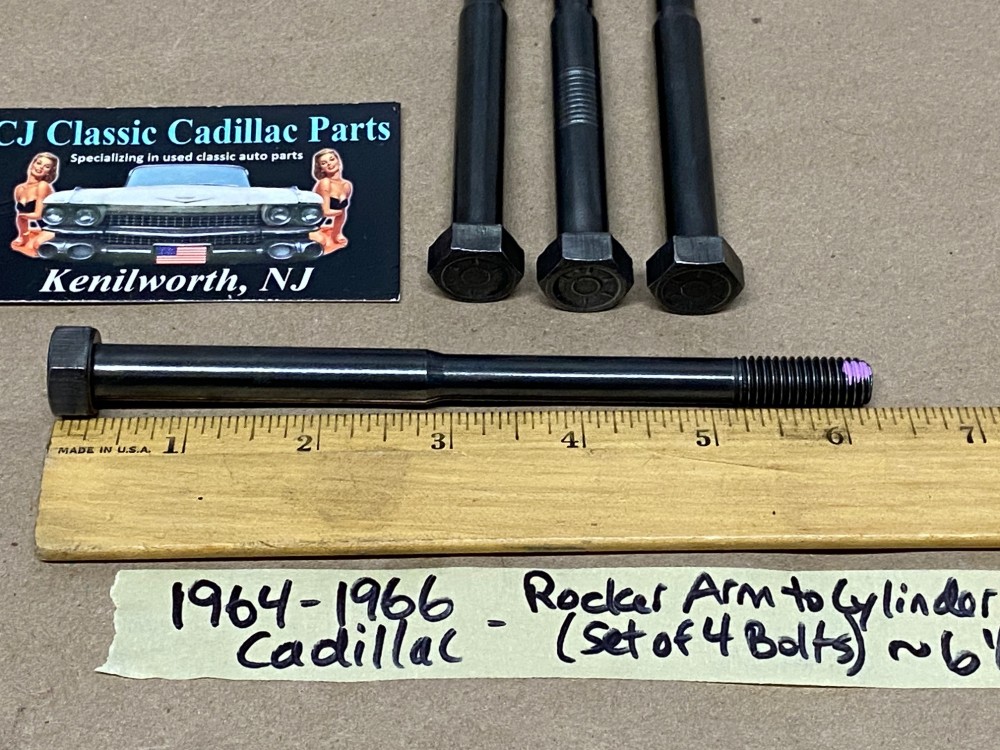 CJ Classic Cadillac Parts
Specializing in used classic auto parts
Kenilworth, NJ
MADE IN U.S.A. 1 2 3 4 5 6 7
1964-1966 - Rocker Arm to Cylinder
Cadillac (Set of 4 Bolts) ~6"